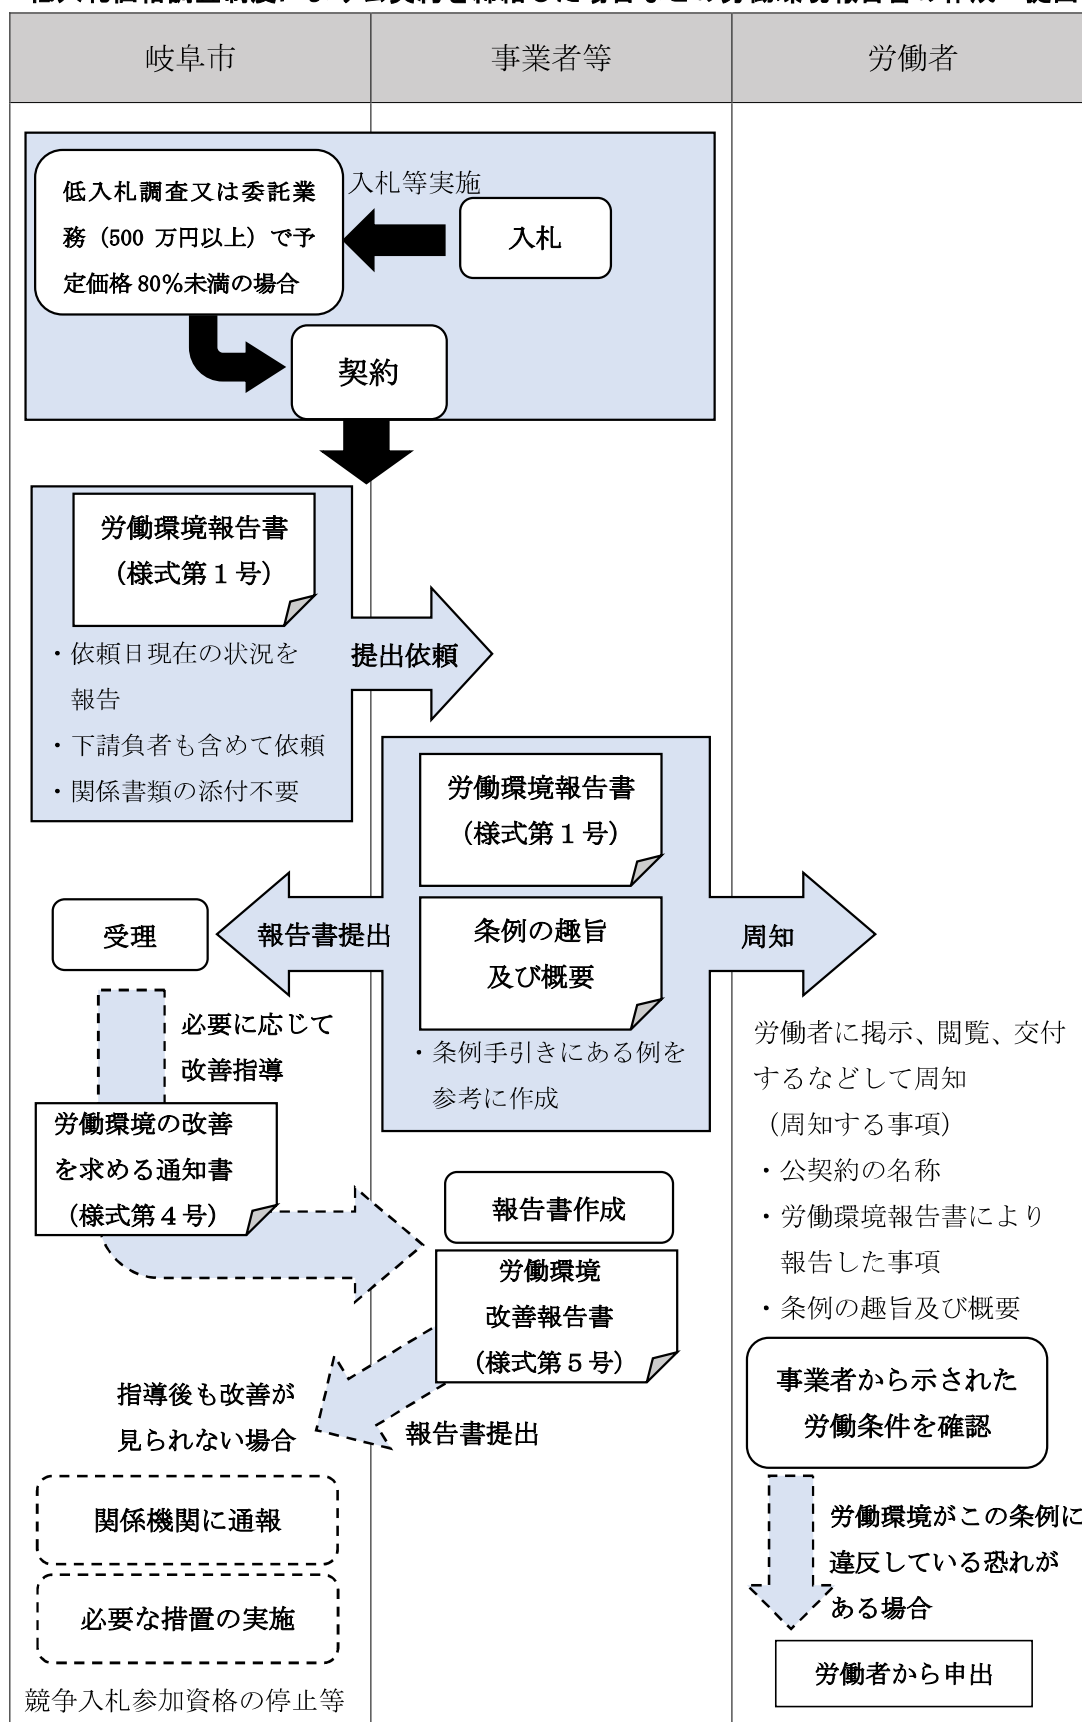 岐阜市
事業者等
労働者
入札等実施
低入札調査又は委託業
務（500 万円以上）で予
定価格 80％未満の場合
入札
契約
労働環境報告書
（様式第１号）
・依頼日現在の状況を
報告
・下請負者も含めて依頼
・関係書類の添付不要
提出依頼
労働環境報告書
（様式第１号）
条例の趣旨
及び概要
・条例手引きにある例を
参考に作成
報告書提出
受理
周知
必要に応じて
改善指導
労働環境の改善
を求める通知書
（様式第４号）
報告書作成
労働環境
改善報告書
（様式第５号）
報告書提出
指導後も改善が
見られない場合
関係機関に通報
必要な措置の実施
競争入札参加資格の停止等
労働者に掲示、閲覧、交付
するなどして周知
（周知する事項）
・公契約の名称
・労働環境報告書により
報告した事項
・条例の趣旨及び概要
事業者から示された
労働条件を確認
労働環境がこの条例に
違反している恐れが
ある場合
労働者から申出